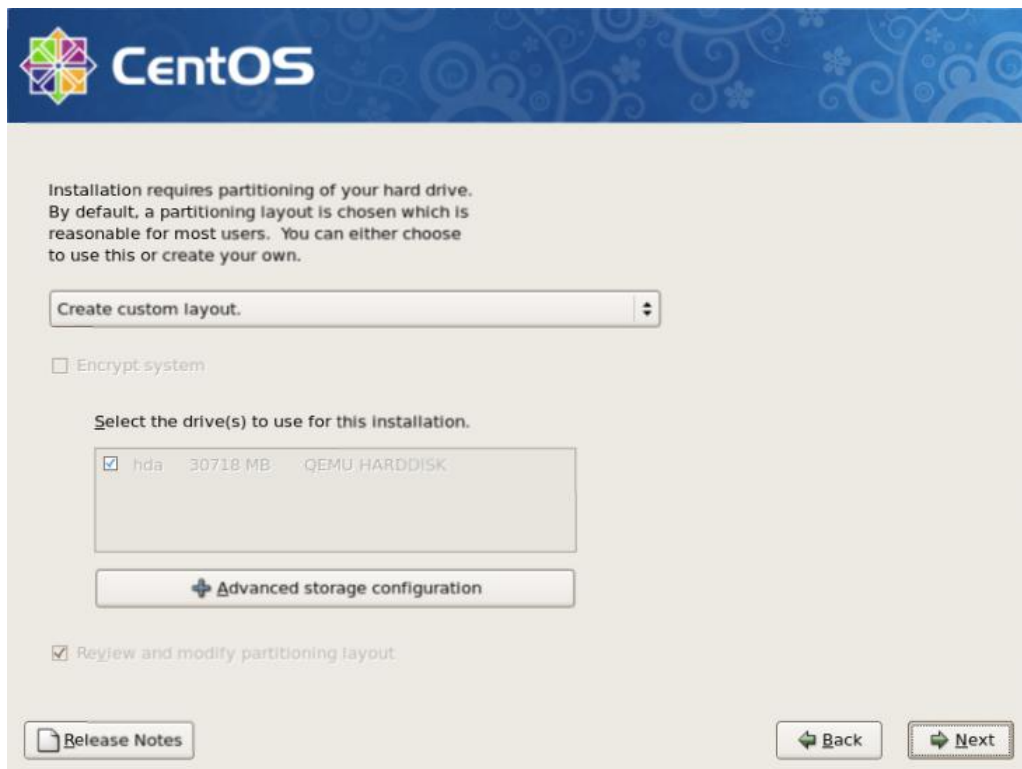 CentOS
Installation requires partitioning of your hard drive.
By default, a partitioning layout is chosen which is
reasonable for most users.  You can either choose
to use this or create your own.
Create custom layout.
Encrypt system
Select the drive(s) to use for this installation.
hda 30718 MB QEMU HARDDISK
Advanced storage configuration
Review and modify partitioning layout
Release Notes
Back
Next